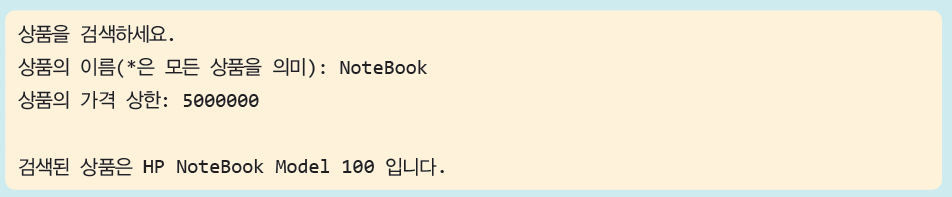 상품을 검색하세요.
상품의 이름(*은 모든 상품을 의미): NoteBook
상품의 가격 상한: 5000000
검색된 상품은 HP NoteBook Model 100 입니다.